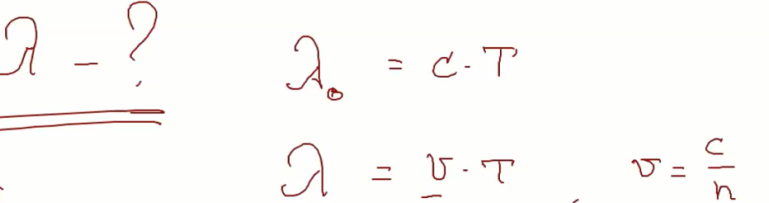 λ - ?
λ₀ = c · T
λ = v · T , v = c/n